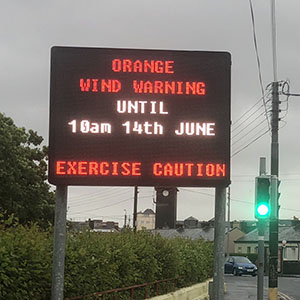 ORANGE
WIND WARNING
UNTIL
10am 14th JUNE
EXERCISE CAUTION